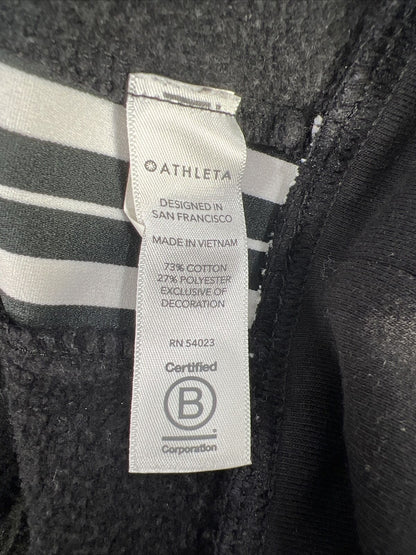 ATHLETA
DESIGNED IN
SAN FRANCISCO
MADE IN VIETNAM
73% COTTON
27% POLYESTER
EXCLUSIVE OF
DECORATION
RN 54023
Certified
B
Corporation